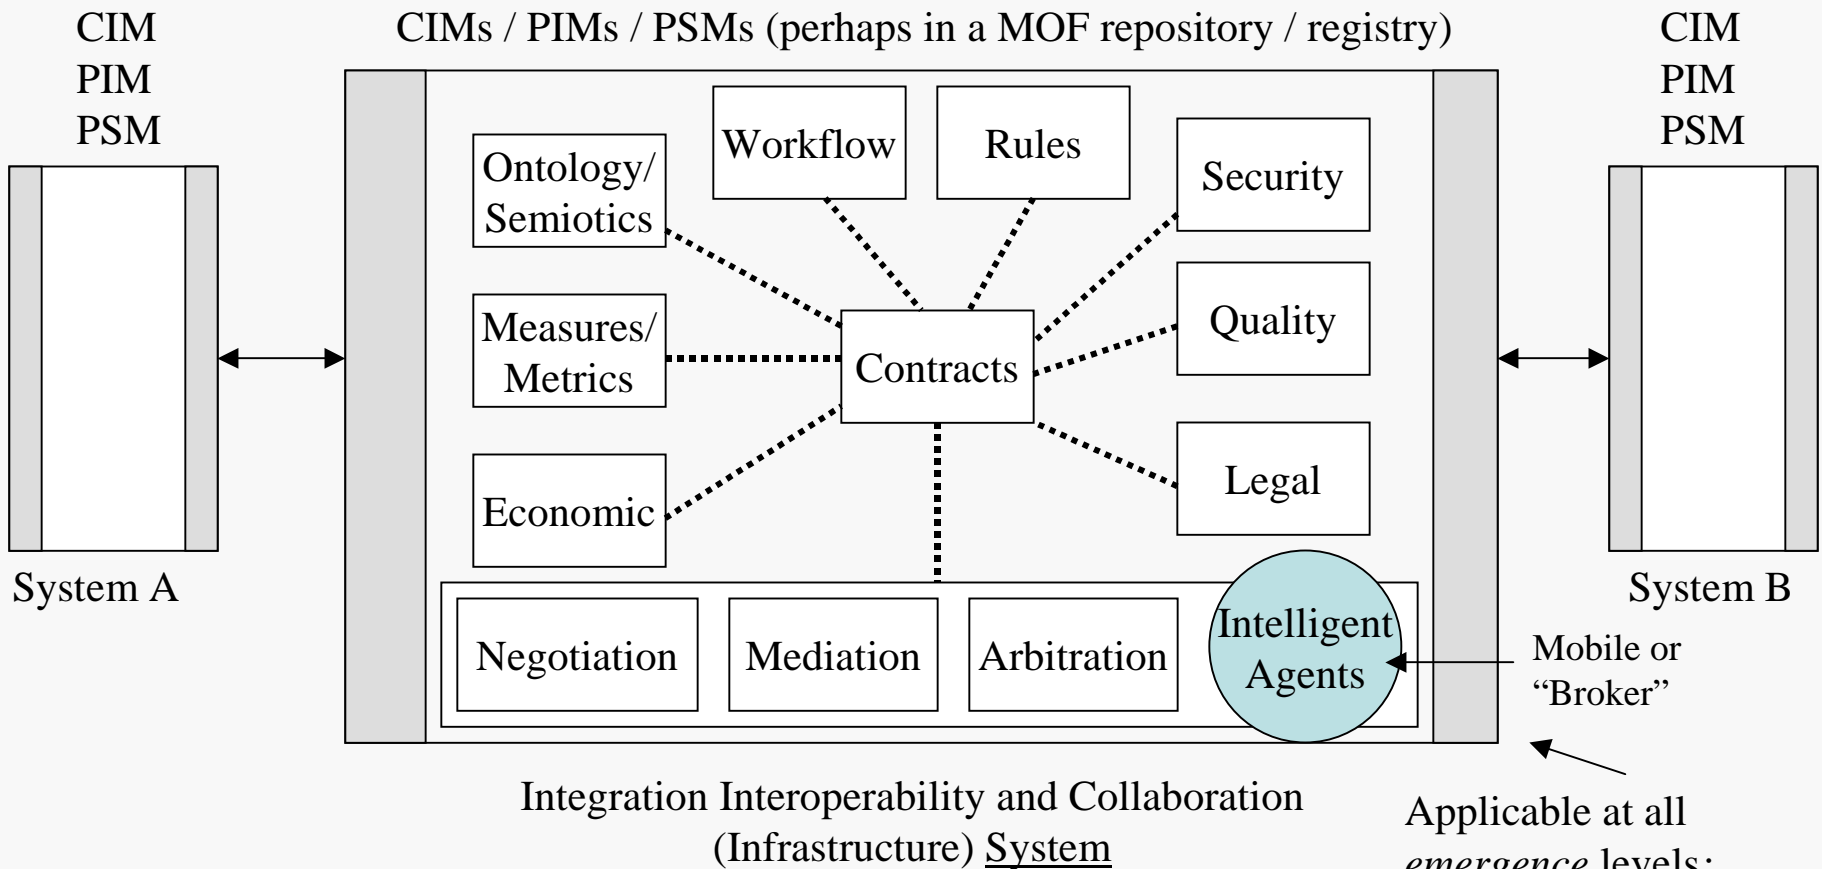 CIM
PIM
PSM
CIMs / PIMs / PSMs (perhaps in a MOF repository / registry)
CIM
PIM
PSM
Ontology/
Semiotics
Workflow
Rules
Security
Measures/
Metrics
Contracts
Quality
Economic
Legal
System A
System B
Negotiation
Mediation
Arbitration
Intelligent
Agents
Mobile or
“Broker”
Integration Interoperability and Collaboration
(Infrastructure) System
Applicable at all
emergence levels: